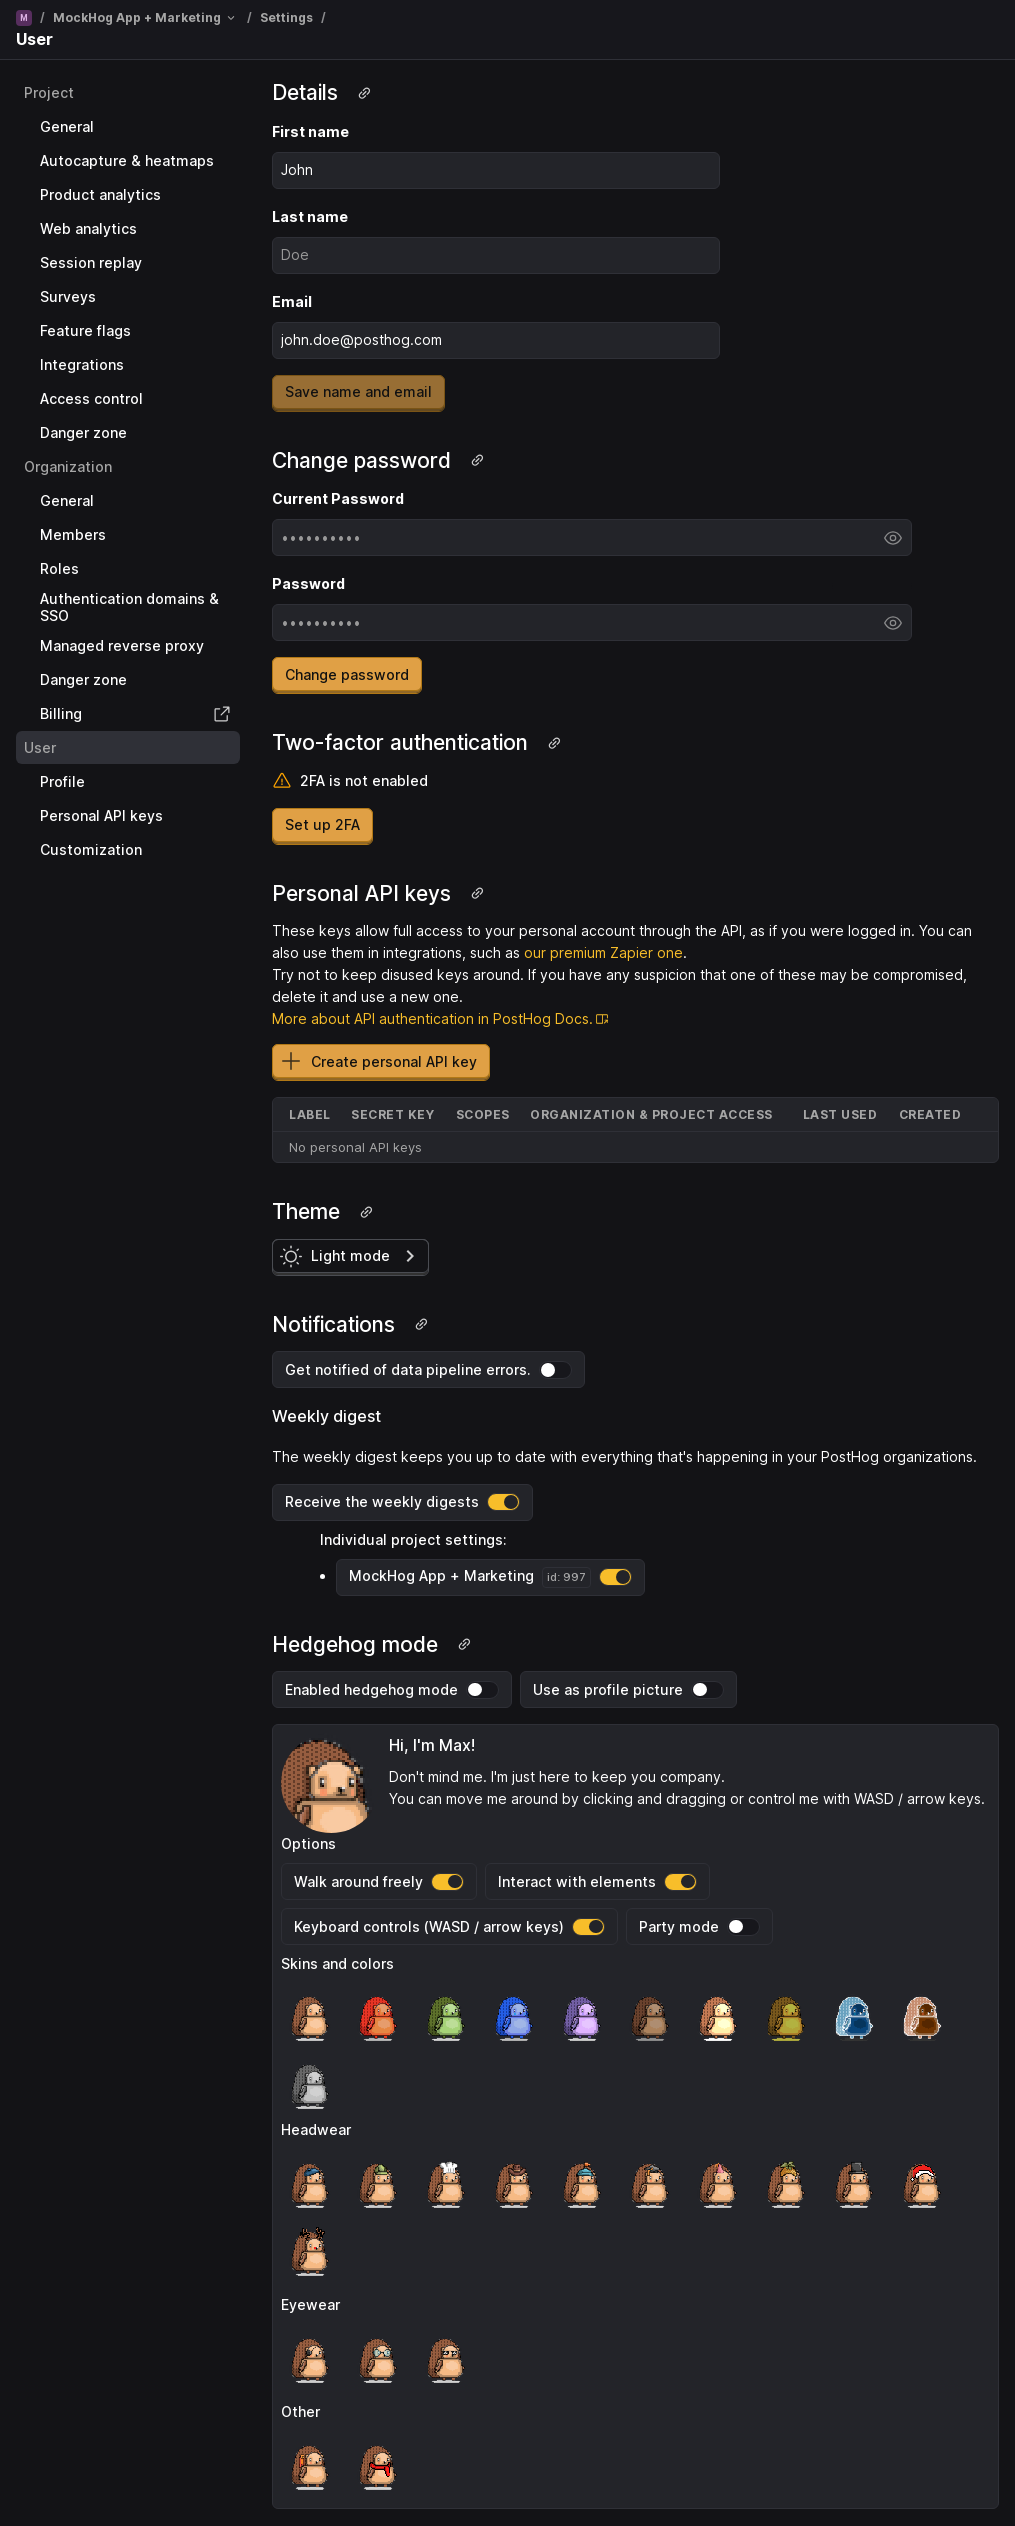 M / MockHog App + Marketing / Settings /
User
Project
General
Autocapture & heatmaps
Product analytics
Web analytics
Session replay
Surveys
Feature flags
Integrations
Access control
Danger zone
Organization
General
Members
Roles
Authentication domains &
SSO
Managed reverse proxy
Danger zone
Billing
User
Profile
Personal API keys
Customization
Details
First name
John
Last name
Doe
Email
john.doe@posthog.com
Save name and email
Change password
Current Password
••••••••••
Password
••••••••••
Change password
Two-factor authentication
2FA is not enabled
Set up 2FA
Personal API keys
These keys allow full access to your personal account through the API, as if you were logged in. You can
also use them in integrations, such as our premium Zapier one.
Try not to keep disused keys around. If you have any suspicion that one of these may be compromised,
delete it and use a new one.
More about API authentication in PostHog Docs.
Create personal API key
LABEL SECRET KEY SCOPES ORGANIZATION & PROJECT ACCESS LAST USED CREATED
No personal API keys
Theme
Light mode
Notifications
Get notified of data pipeline errors.
Weekly digest
The weekly digest keeps you up to date with everything that's happening in your PostHog organizations.
Receive the weekly digests
Individual project settings:
• MockHog App + Marketing id: 997
Hedgehog mode
Enabled hedgehog mode Use as profile picture
Hi, I'm Max!
Don't mind me. I'm just here to keep you company.
You can move me around by clicking and dragging or control me with WASD / arrow keys.
Options
Walk around freely Interact with elements
Keyboard controls (WASD / arrow keys) Party mode
Skins and colors
Headwear
Eyewear
Other